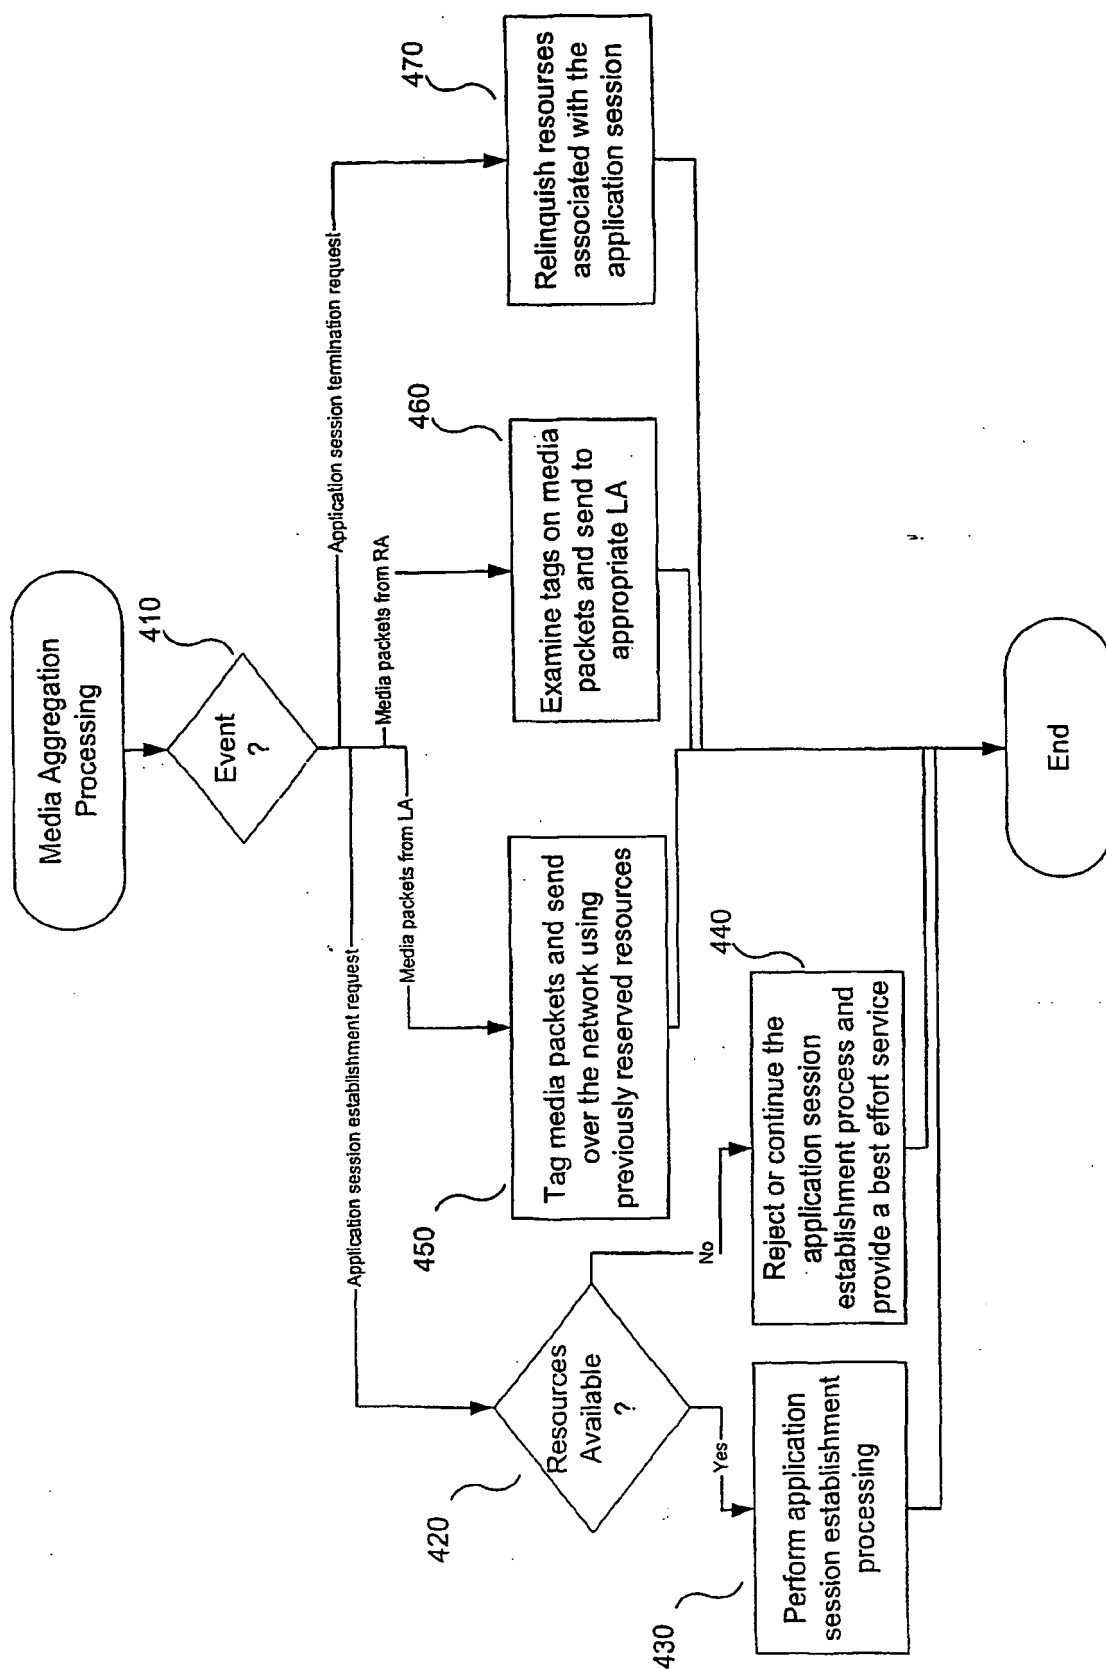 Media Aggregation
Processing
410
Event
?
Application session establishment request
Media packets from LA
Media packets from RA
Application session termination request
420
Resources
Available
?
Yes
No
430
Perform application
session establishment
processing
440
Reject or continue the
application session
establishment process and
provide a best effort service
450
Tag media packets and send
over the network using
previously reserved resources
460
Examine tags on media
packets and send to
appropriate LA
470
Relinquish resourses
associated with the
application session
End